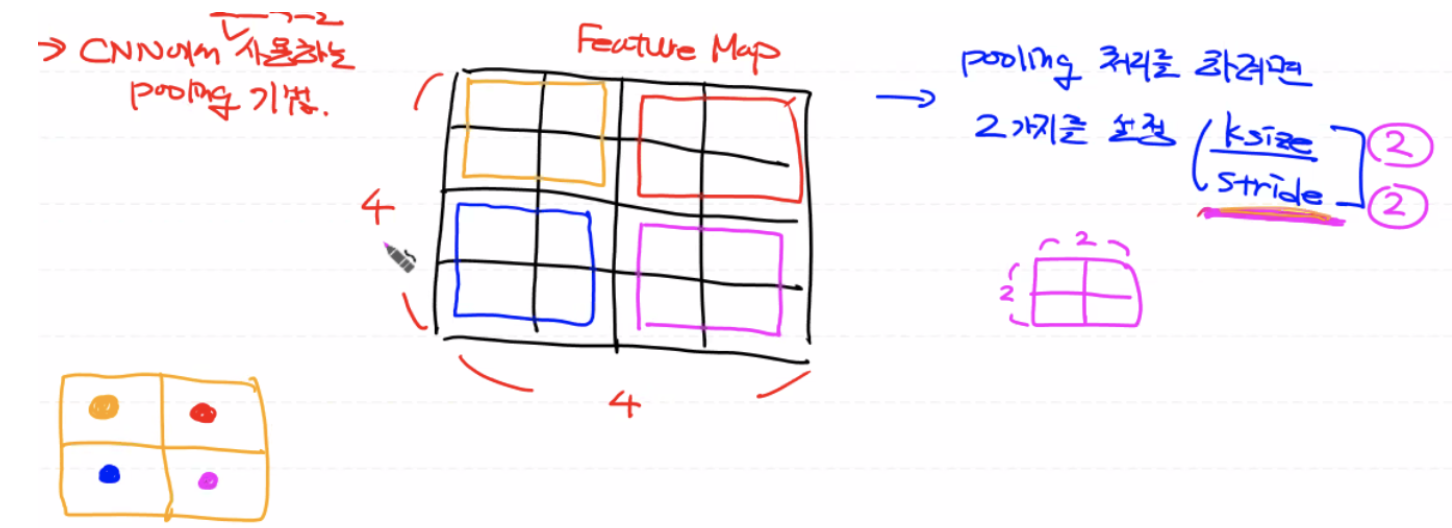 → CNN에서 사용하는
pooling 기법.
Feature Map
4
4
→ pooling 처리를 하려면
2가지를 설정 (ksize 2
stride 2
2
2